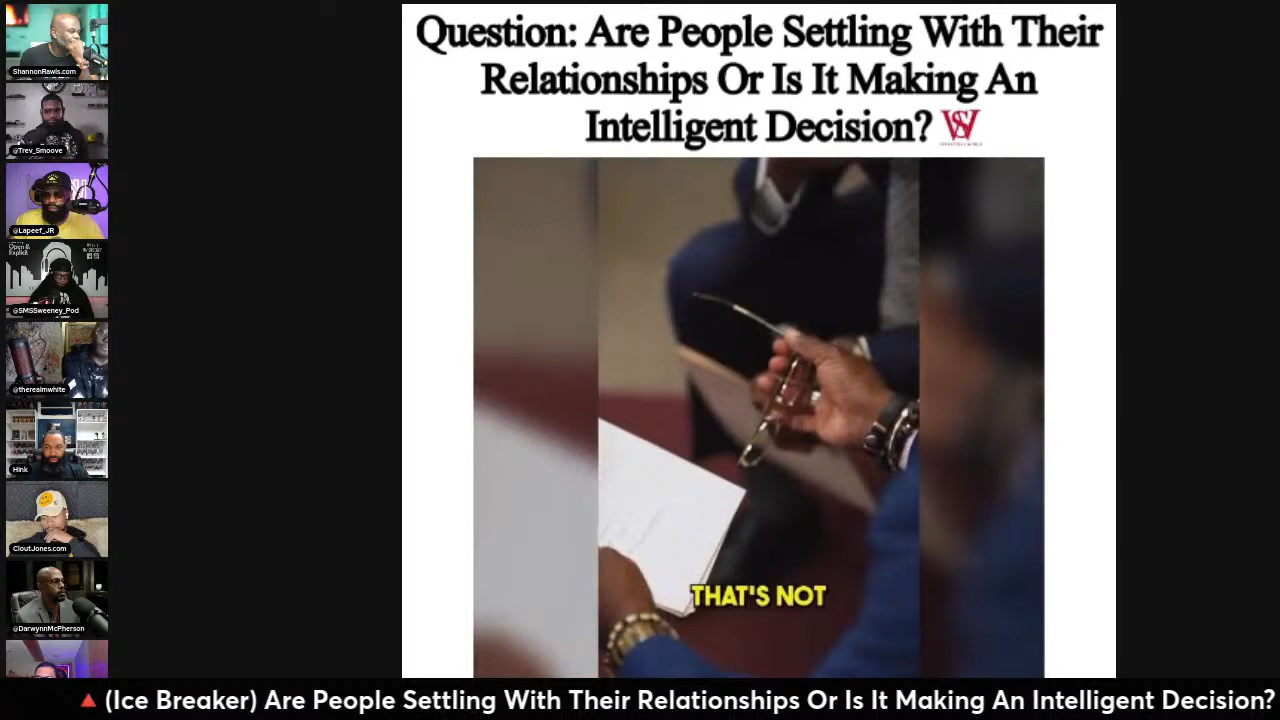 ShannonRawls.com
@Trev_Smoove
@Lapeef_JR
Open &
Explicit
@SMSSweeney_Pod
@therealmwhite
Hink
CloutJones.com
@DarwynnMcPherson
Question: Are People Settling With Their
Relationships Or Is It Making An
Intelligent Decision?
THAT'S NOT
(Ice Breaker) Are People Settling With Their Relationships Or Is It Making An Intelligent Decision?